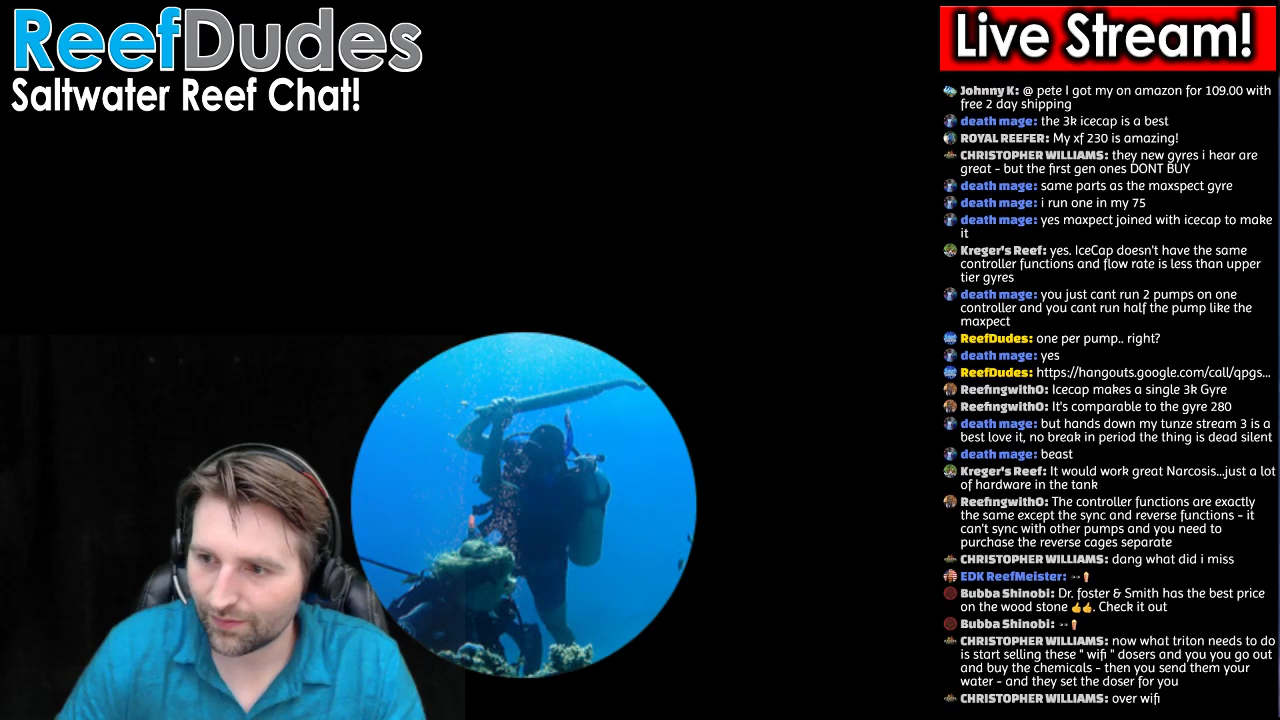 ReefDudes
Saltwater Reef Chat!
Live Stream!
Johnny K: @ pete I got my on amazon for 109.00 with
free 2 day shipping
death mage: the 3k icecap is a best
ROYAL REEFER: My xf 230 is amazing!
CHRISTOPHER WILLIAMS: they new gyres i hear are
great - but the first gen ones DONT BUY
death mage: same parts as the maxspect gyre
death mage: i run one in my 75
death mage: yes maxpect joined with icecap to make
it
Kreger's Reef: yes. IceCap doesn't have the same
controller functions and flow rate is less than upper
tier gyres
death mage: you just cant run 2 pumps on one
controller and you cant run half the pump like the
maxpect
ReefDudes: one per pump.. right?
death mage: yes
ReefDudes: https://hangouts.google.com/call/qpgs...
ReefingwithO: Icecap makes a single 3k Gyre
ReefingwithO: It's comparable to the gyre 280
death mage: but hands down my tunze stream 3 is a
best love it, no break in period the thing is dead silent
death mage: beast
Kreger's Reef: It would work great Narcosis...just a lot
of hardware in the tank
ReefingwithO: The controller functions are exactly
the same except the sync and reverse functions - it
can't sync with other pumps and you need to
purchase the reverse cages separate
CHRISTOPHER WILLIAMS: dang what did i miss
EDK ReefMeister: 👀🍺
Bubba Shinobi: Dr. foster & Smith has the best price
on the wood stone 👍👍. Check it out
Bubba Shinobi: 👀🍺
CHRISTOPHER WILLIAMS: now what triton needs to do
is start selling these " wifi " dosers and you you go out
and buy the chemicals - then you send them your
water - and they set the doser for you
CHRISTOPHER WILLIAMS: over wifi